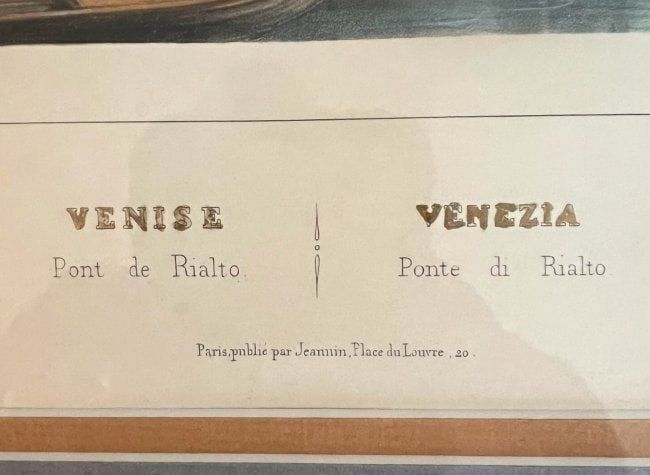 VENISE
Pont de Rialto.
VENEZIA
Ponte di Rialto
Paris, publié par Jeannin, Place du Louvre, 20.